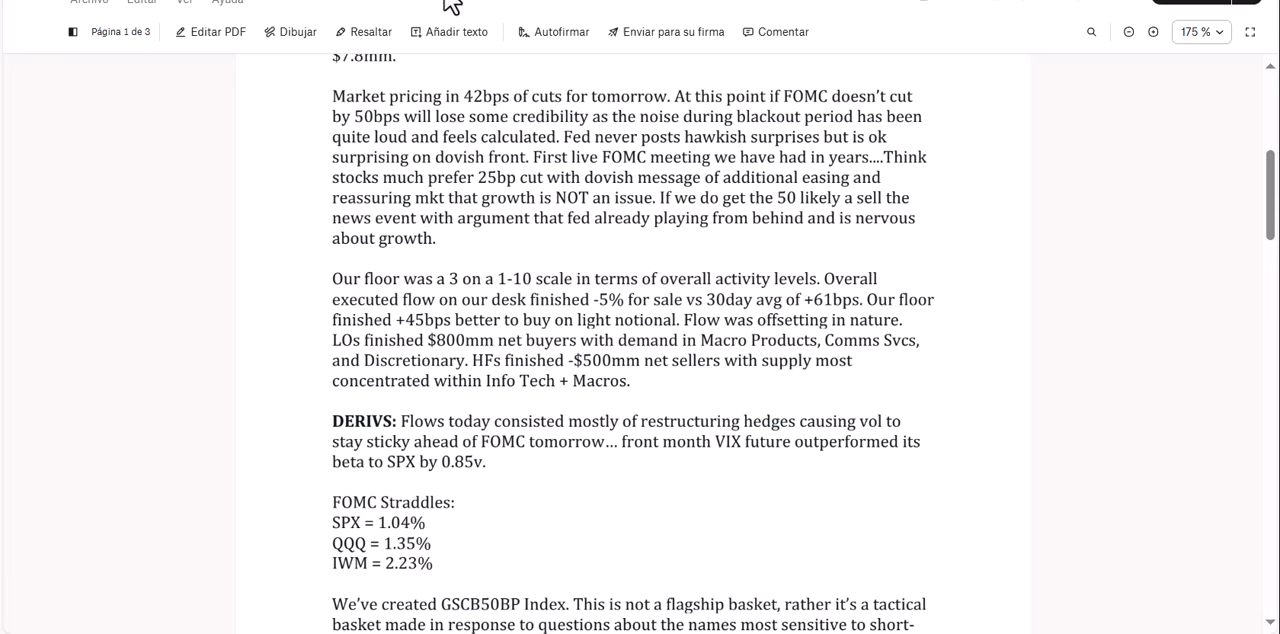 Archivo Editar Ver Ayuda
Página 1 de 3 Editar PDF Dibujar Resaltar Añadir texto Autofirmar Enviar para su firma Comentar 175 %
$7.8mm.
Market pricing in 42bps of cuts for tomorrow. At this point if FOMC doesn’t cut
by 50bps will lose some credibility as the noise during blackout period has been
quite loud and feels calculated. Fed never posts hawkish surprises but is ok
surprising on dovish front. First live FOMC meeting we have had in years....Think
stocks much prefer 25bp cut with dovish message of additional easing and
reassuring mkt that growth is NOT an issue. If we do get the 50 likely a sell the
news event with argument that fed already playing from behind and is nervous
about growth.
Our floor was a 3 on a 1-10 scale in terms of overall activity levels. Overall
executed flow on our desk finished -5% for sale vs 30day avg of +61bps. Our floor
finished +45bps better to buy on light notional. Flow was offsetting in nature.
LOs finished $800mm net buyers with demand in Macro Products, Comms Svcs,
and Discretionary. HFs finished -$500mm net sellers with supply most
concentrated within Info Tech + Macros.
DERIVS: Flows today consisted mostly of restructuring hedges causing vol to
stay sticky ahead of FOMC tomorrow… front month VIX future outperformed its
beta to SPX by 0.85v.
FOMC Straddles:
SPX = 1.04%
QQQ = 1.35%
IWM = 2.23%
We’ve created GSCB50BP Index. This is not a flagship basket, rather it’s a tactical
basket made in response to questions about the names most sensitive to short-